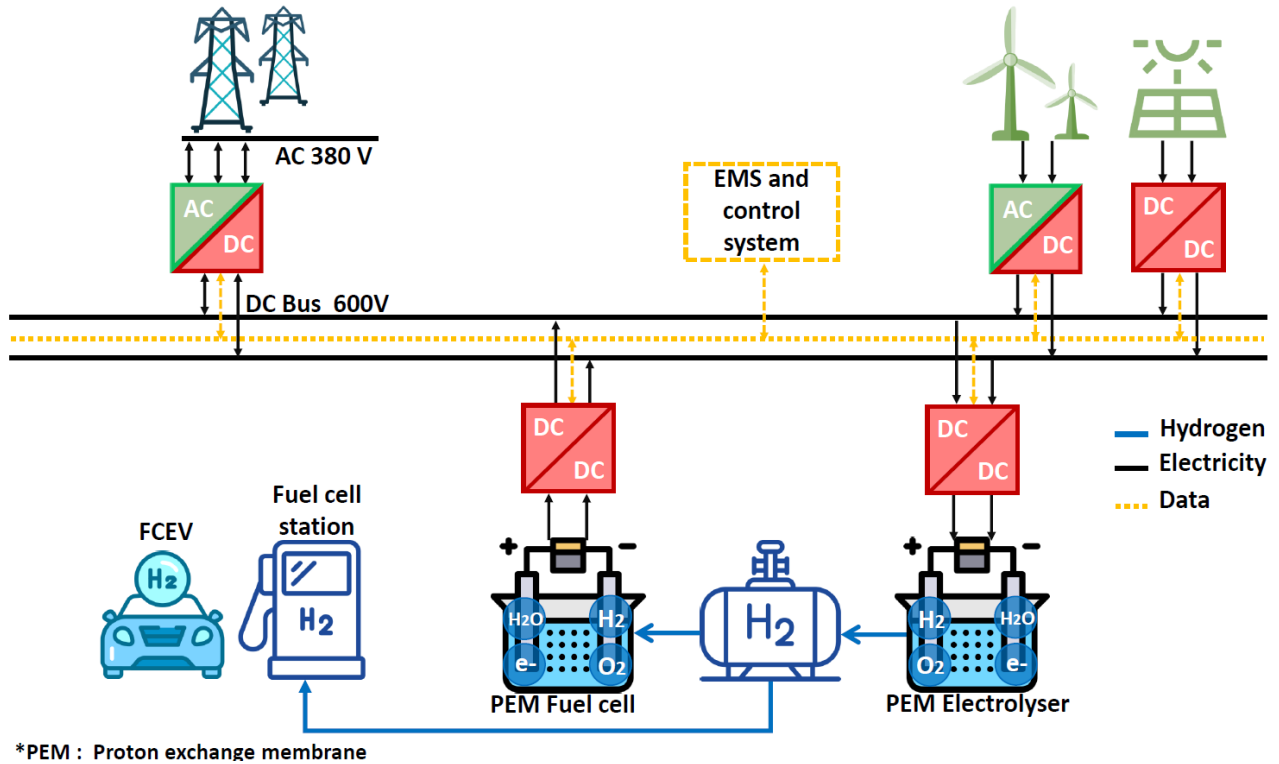 AC 380 V
AC
DC
EMS and
control
system
AC
DC
DC
DC
DC Bus  600V
DC
DC
DC
DC
Hydrogen
Electricity
Data
FCEV
H2
Fuel cell
station
H2
+
−
H2O
H2
e-
O2
PEM Fuel cell
H2
+
−
H2
H2O
O2
e-
PEM Electrolyser
*PEM :  Proton exchange membrane